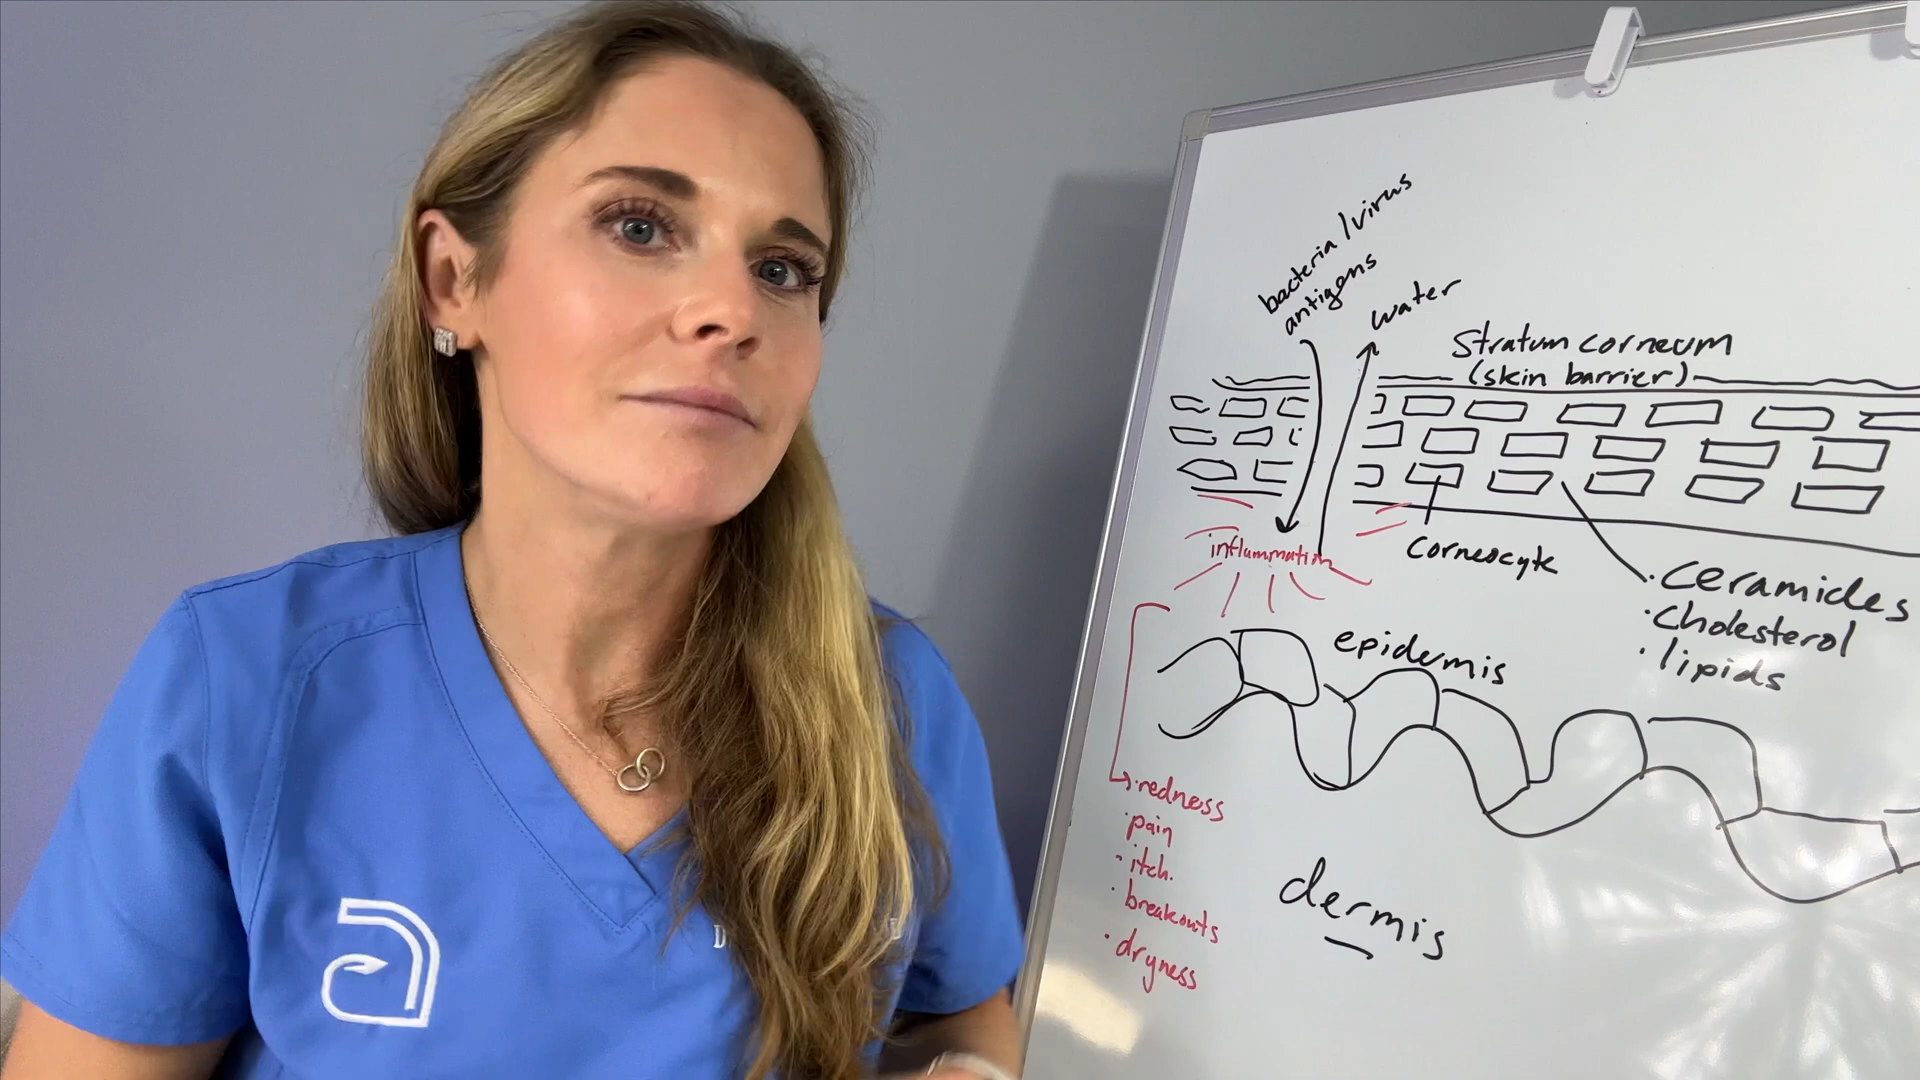 bacteria/virus
antigens
water
Stratum corneum
(skin barrier)
inflammation
corneocyte
• ceramides
• cholesterol
• lipids
epidermis
• redness
• pain
• itch.
• breakouts
• dryness
dermis